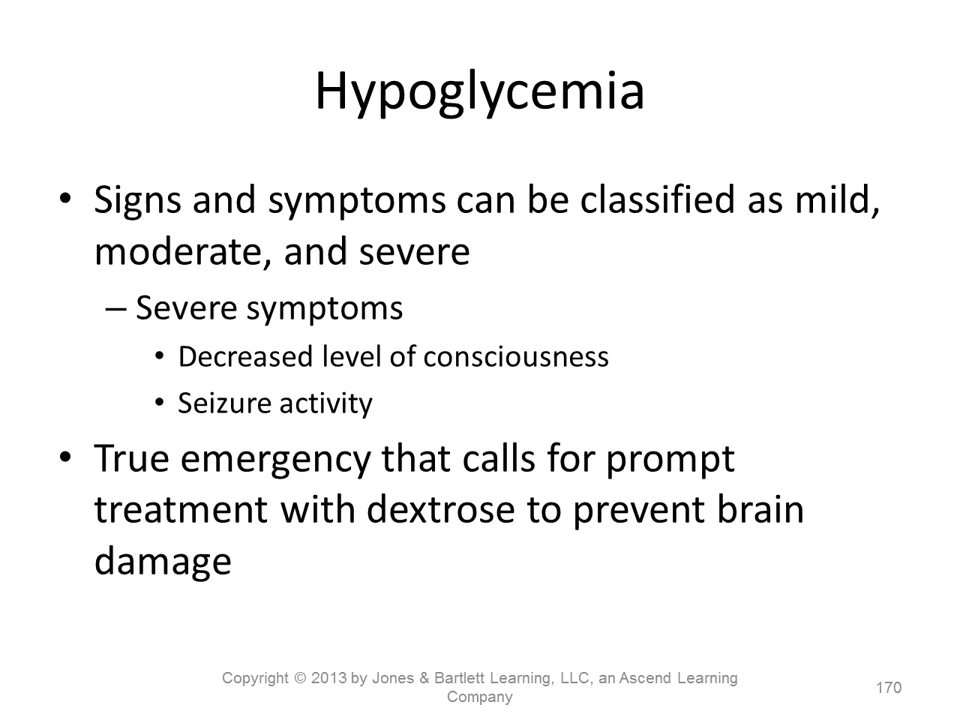 Hypoglycemia
• Signs and symptoms can be classified as mild,
moderate, and severe
– Severe symptoms
• Decreased level of consciousness
• Seizure activity
• True emergency that calls for prompt
treatment with dextrose to prevent brain
damage
Copyright © 2013 by Jones & Bartlett Learning, LLC, an Ascend Learning
Company
170